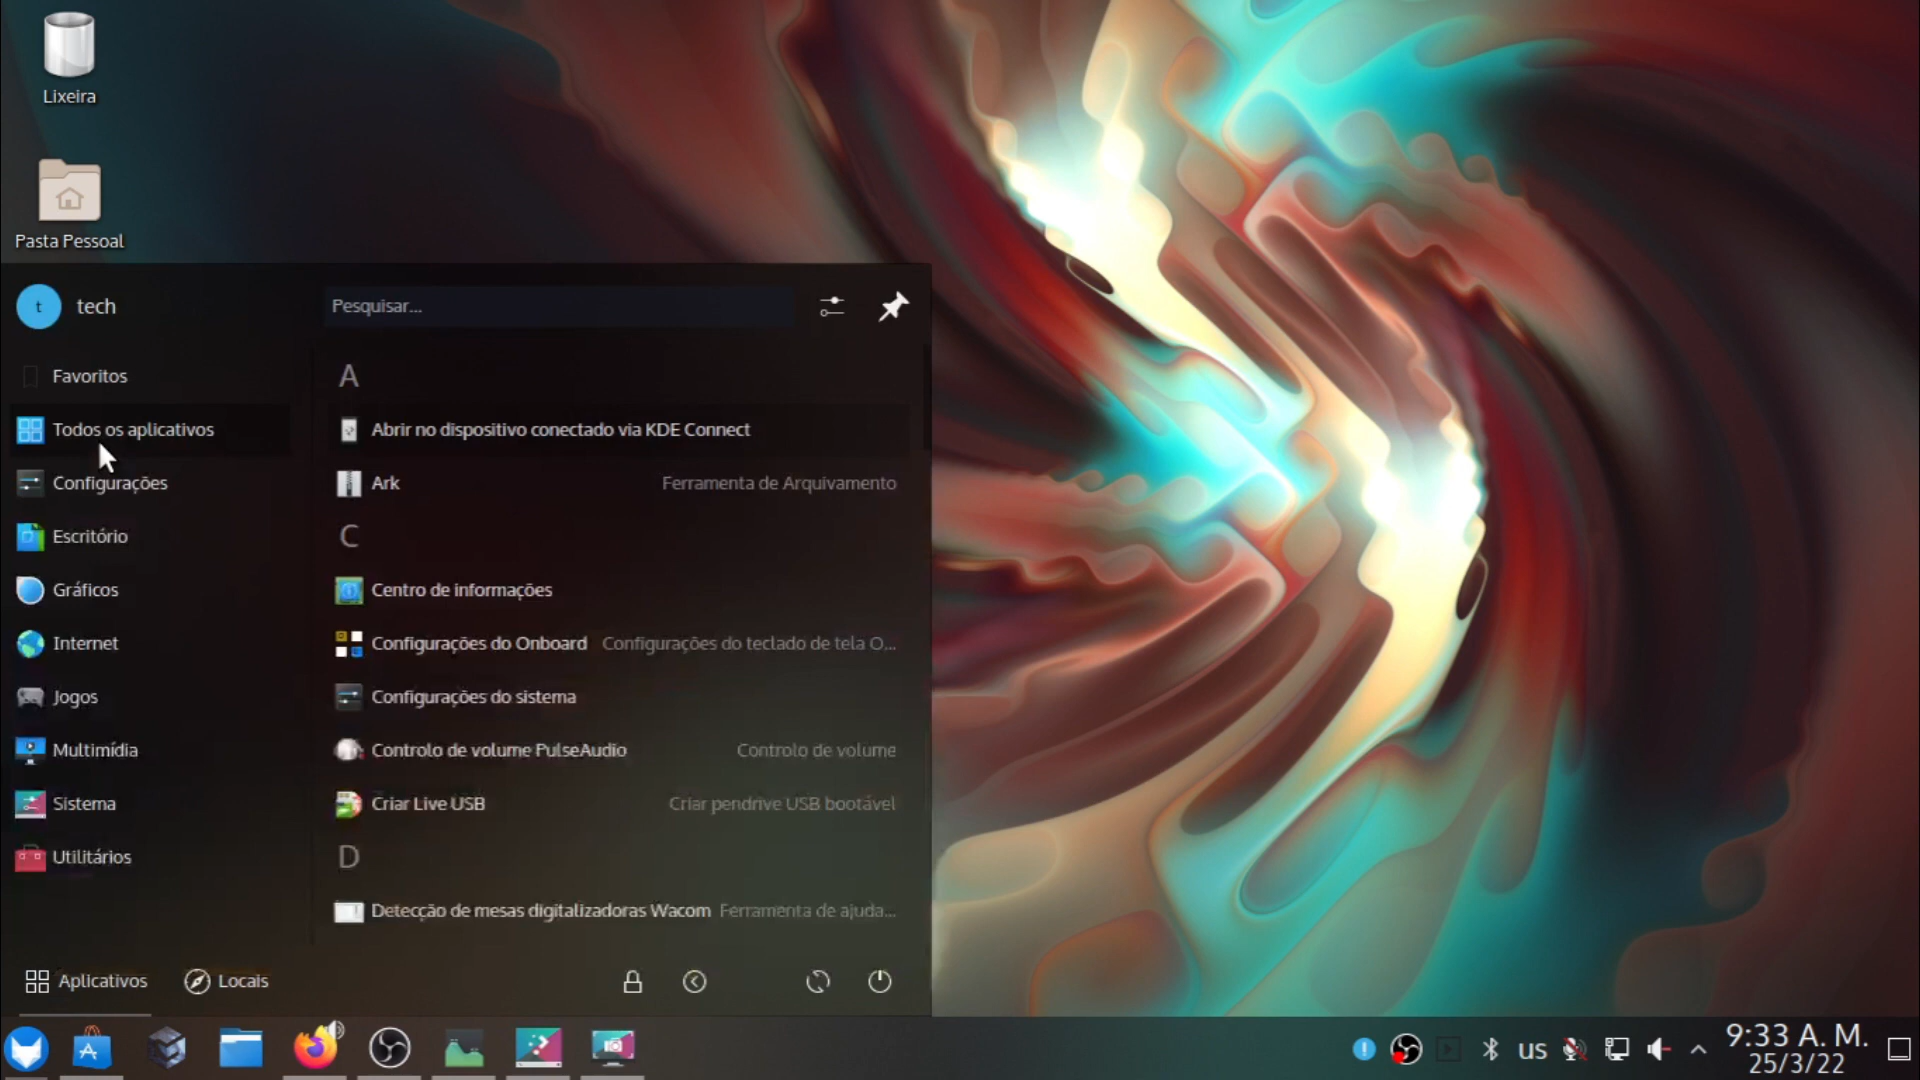 Lixeira
Pasta Pessoal
t tech
Pesquisar...
Favoritos
Todos os aplicativos
Configurações
Escritório
Gráficos
Internet
Jogos
Multimídia
Sistema
Utilitários
A
Abrir no dispositivo conectado via KDE Connect
Ark Ferramenta de Arquivamento
C
Centro de informações
Configurações do Onboard Configurações do teclado de tela O...
Configurações do sistema
Controlo de volume PulseAudio Controlo de volume
Criar Live USB Criar pendrive USB bootável
D
Detecção de mesas digitalizadoras Wacom Ferramenta de ajuda...
Aplicativos Locais
us
9:33 A. M.
25/3/22